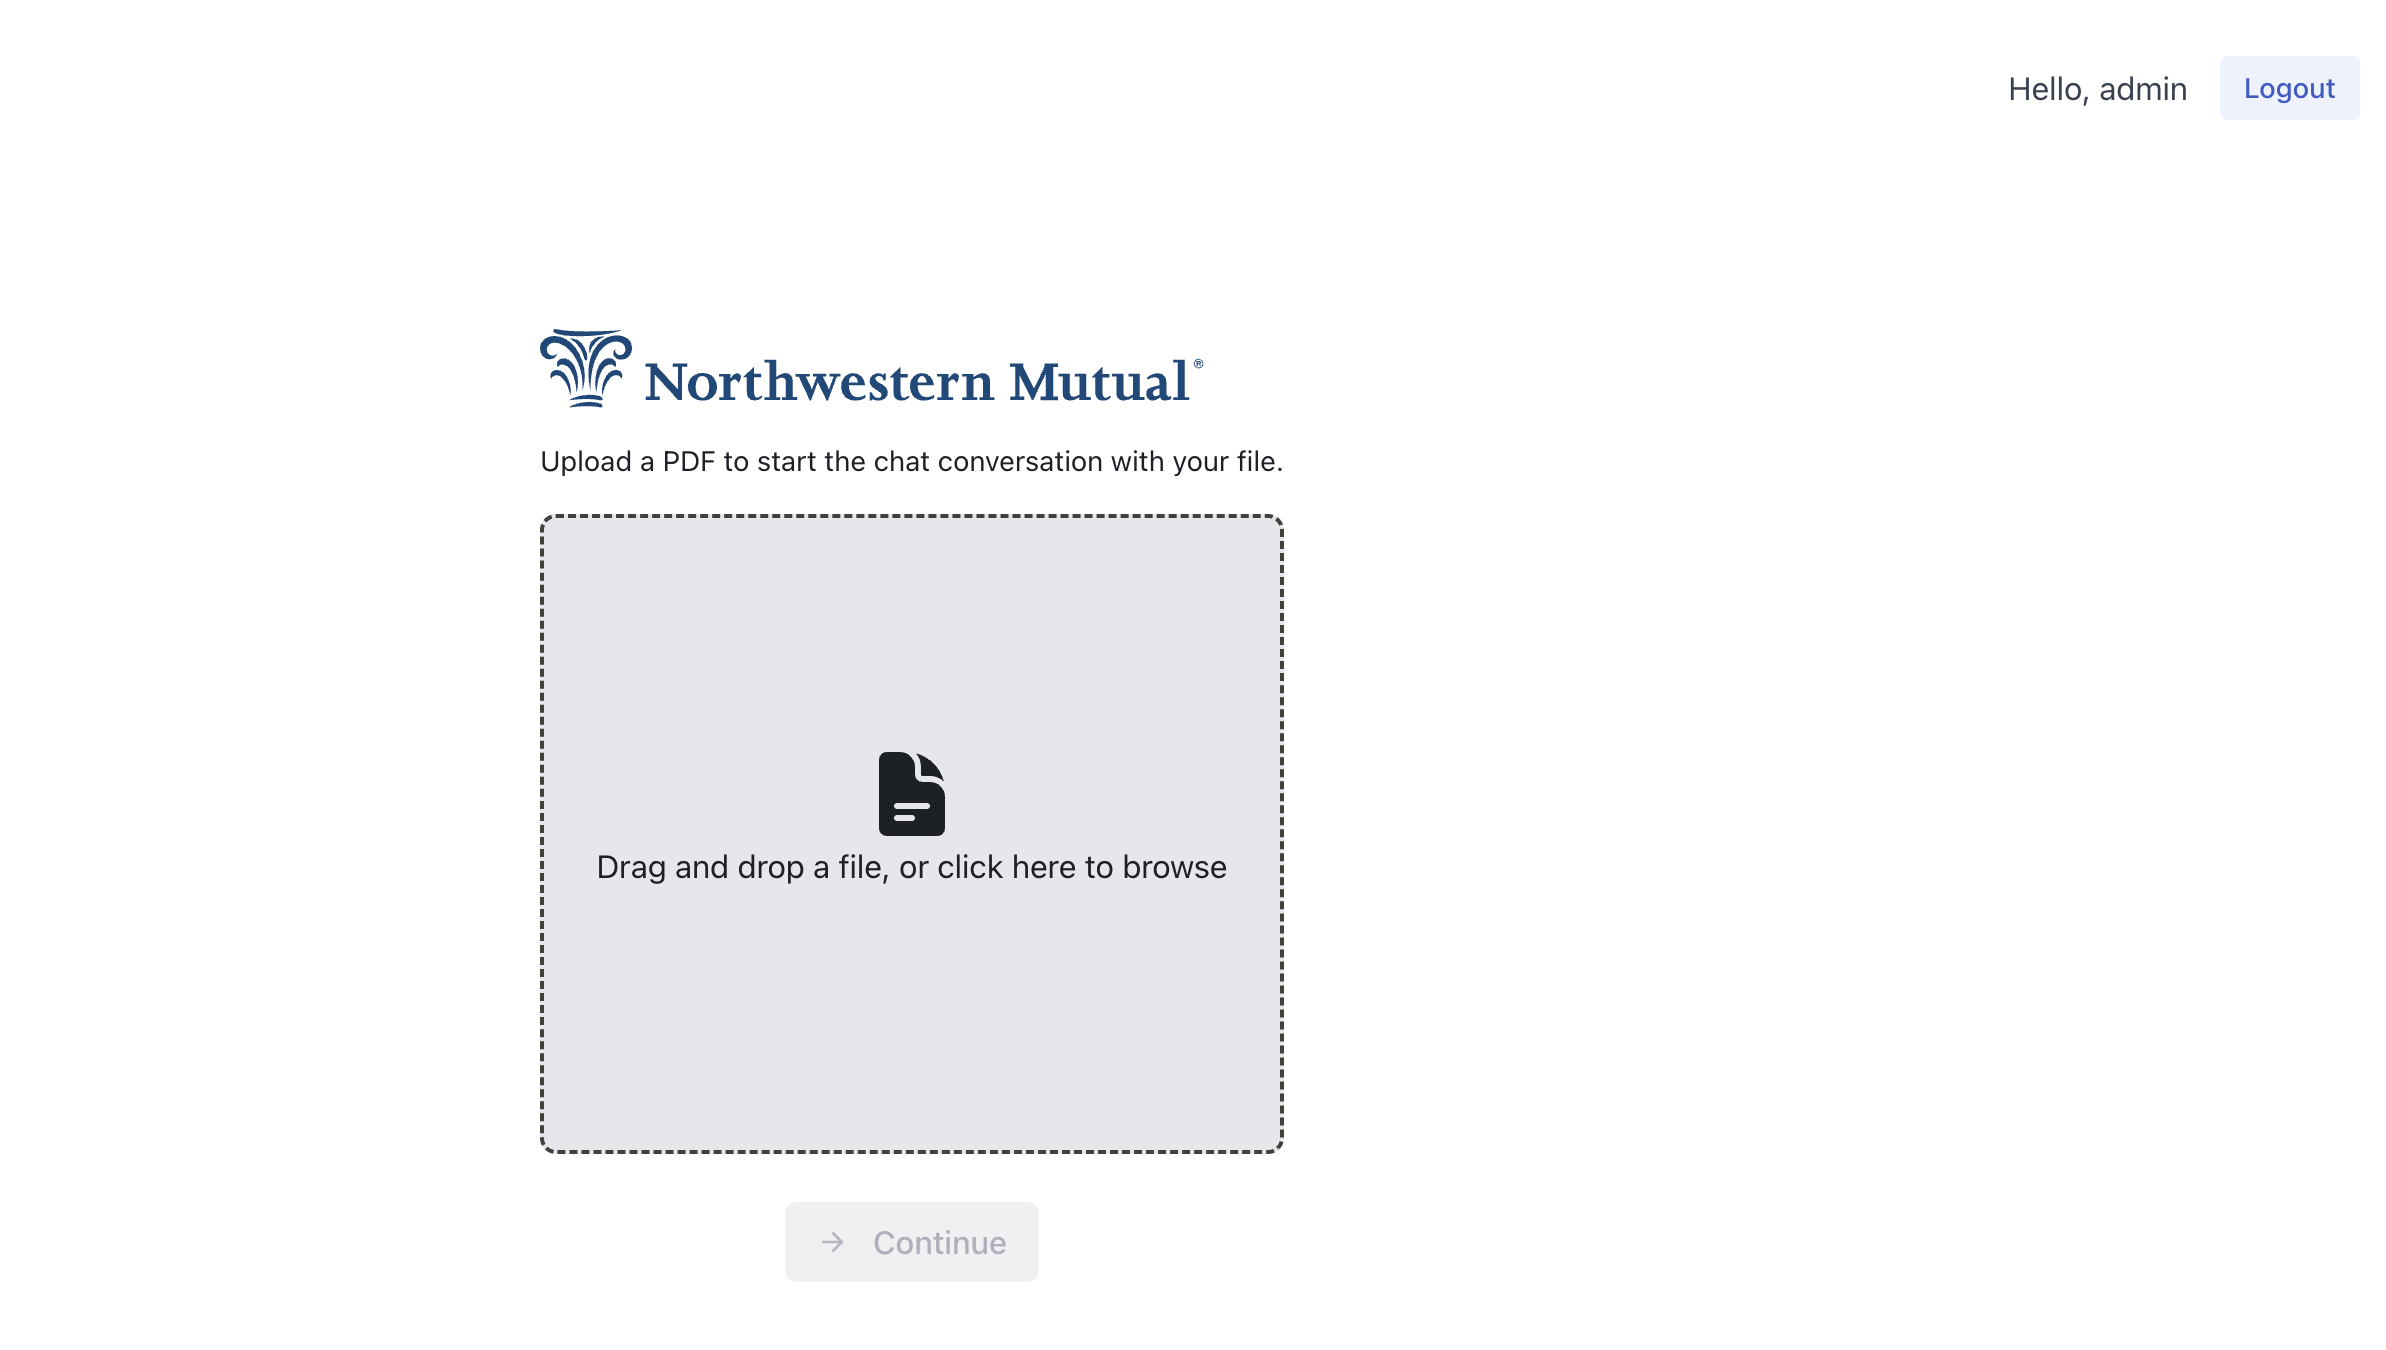 Hello, admin
Logout
Northwestern Mutual®
Upload a PDF to start the chat conversation with your file.
Drag and drop a file, or click here to browse
Continue